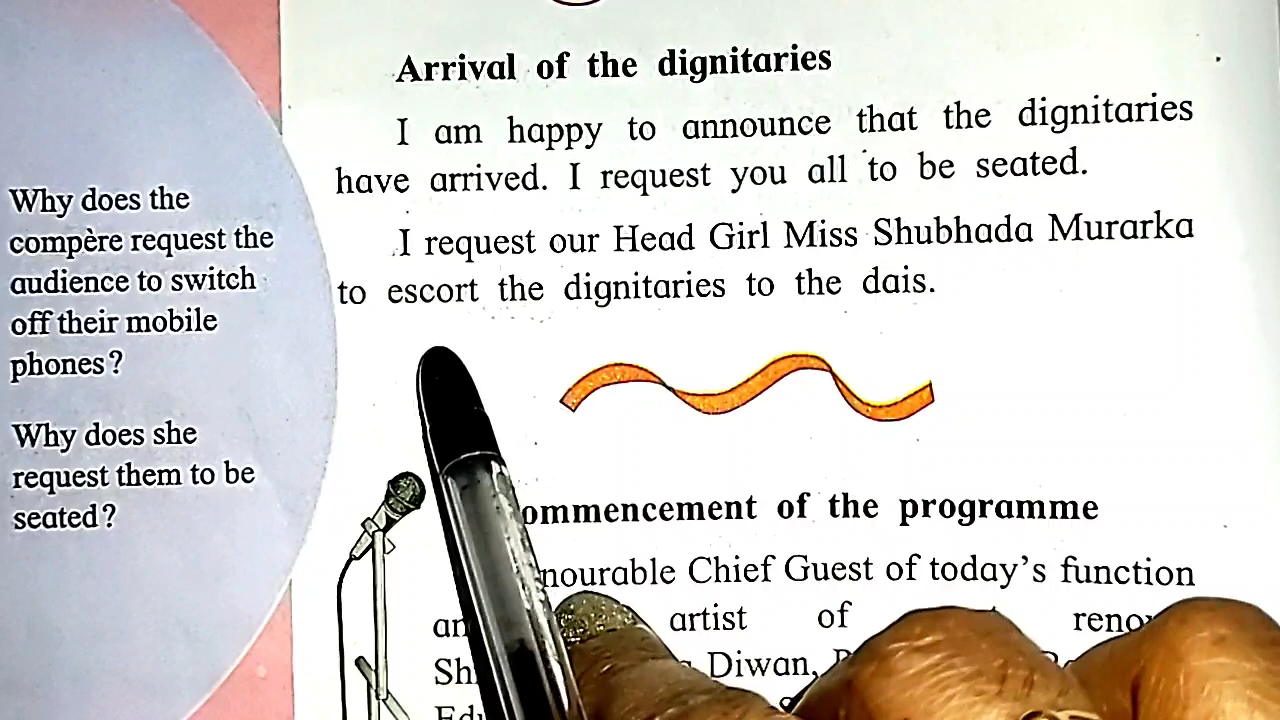 Why does the
compère request the
audience to switch
off their mobile
phones?
Why does she
request them to be
seated?
Arrival of the dignitaries
I am happy to announce that the dignitaries
have arrived. I request you all to be seated.
I request our Head Girl Miss Shubhada Murarka
to escort the dignitaries to the dais.
ommencement of the programme
nourable Chief Guest of today's function
artist of
Diwan,